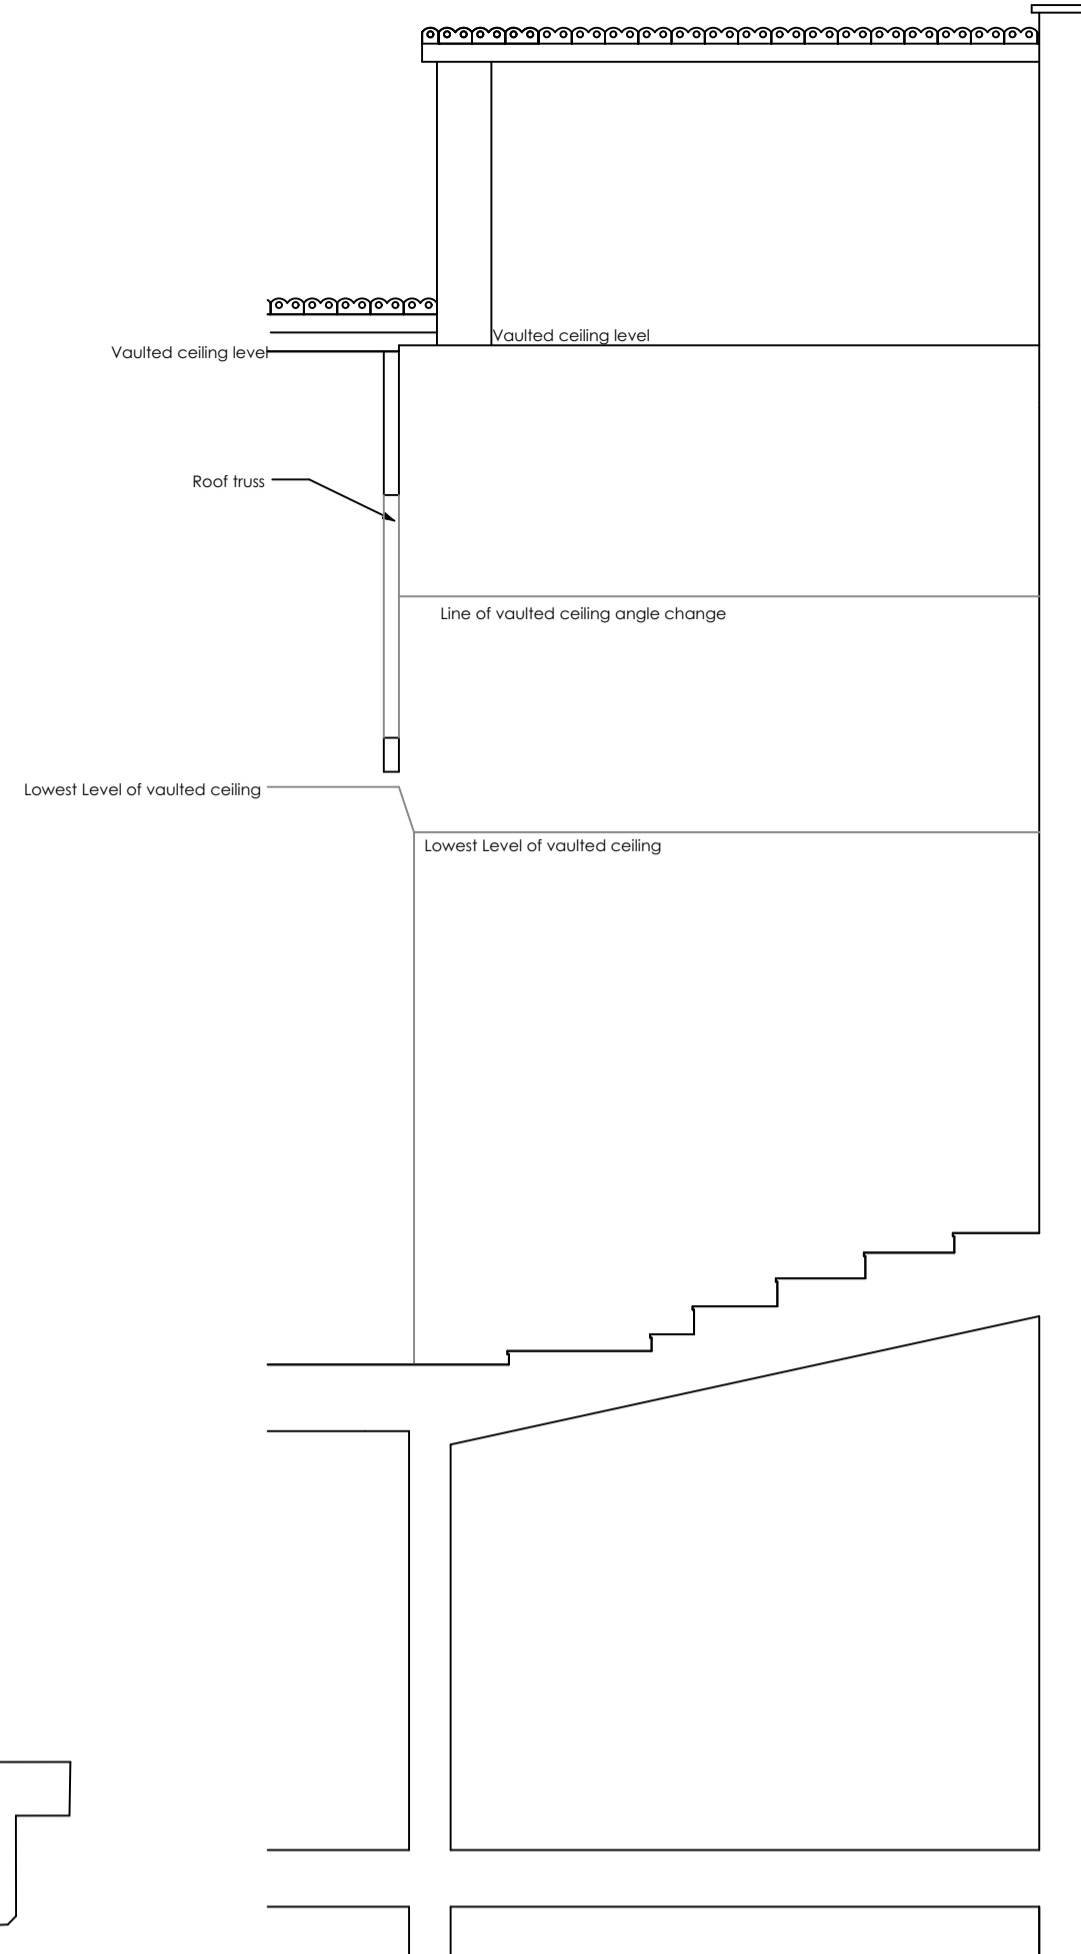 Vaulted ceiling level
Vaulted ceiling level
Roof truss
Line of vaulted ceiling angle change
Lowest Level of vaulted ceiling
Lowest Level of vaulted ceiling